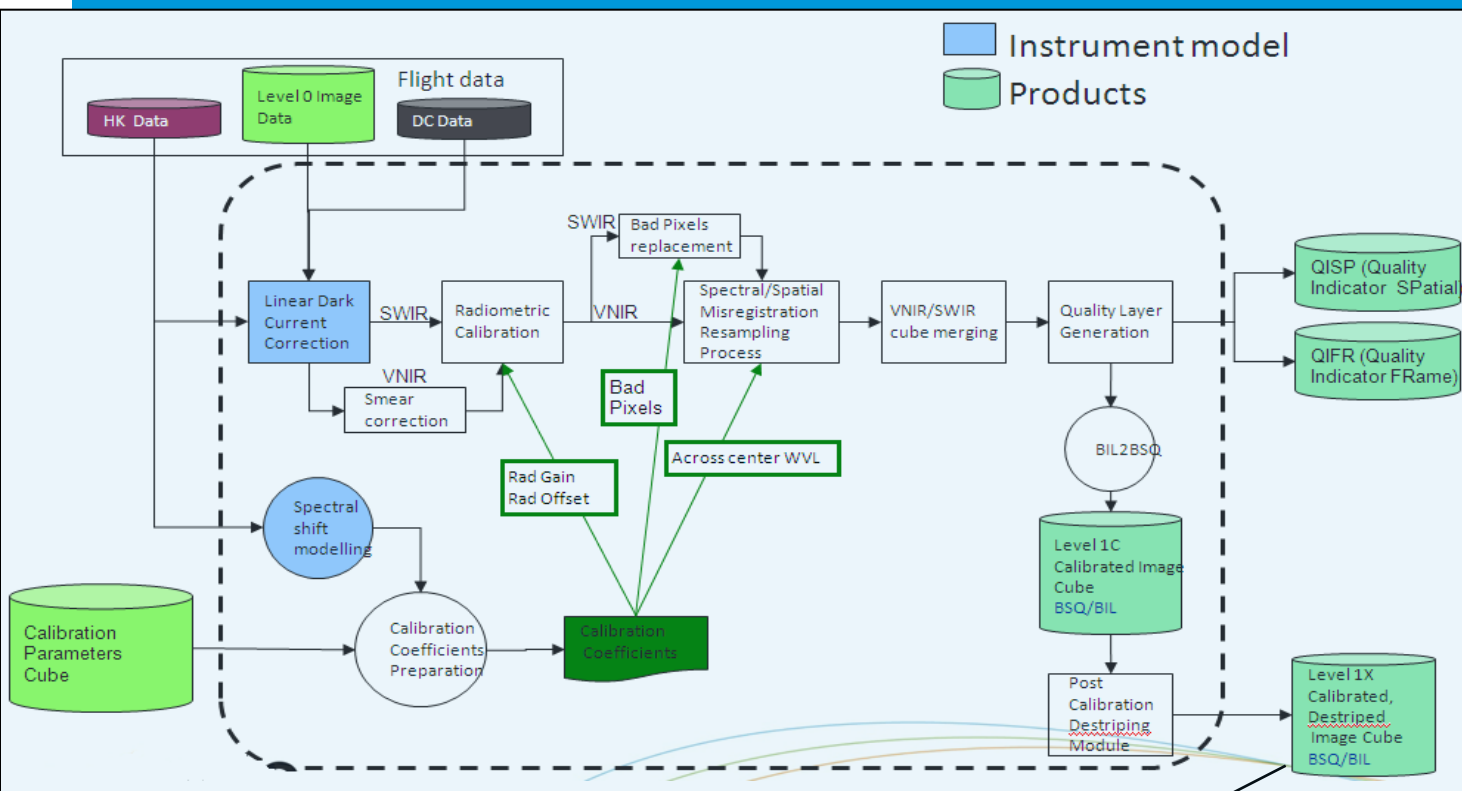 Instrument model
Products
Flight data
HK Data
Level 0 Image
Data
DC Data
SWIR
Bad Pixels
replacement
Linear Dark
Current
Correction
SWIR
Radiometric
Calibration
VNIR
Spectral/Spatial
Misregistration
Resampling
Process
VNIR/SWIR
cube merging
Quality Layer
Generation
QISP (Quality
Indicator SPatial)
QIFR (Quality
Indicator FRame)
VNIR
Smear
correction
Bad
Pixels
Across center WVL
Rad Gain
Rad Offset
BIL2BSQ
Spectral
shift
modelling
Level 1C
Calibrated Image
Cube
BSQ/BIL
Calibration
Parameters
Cube
Calibration
Coefficients
Preparation
Calibration
Coefficients
Post
Calibration
Destriping
Module
Level 1X
Calibrated,
Destriped
Image Cube
BSQ/BIL